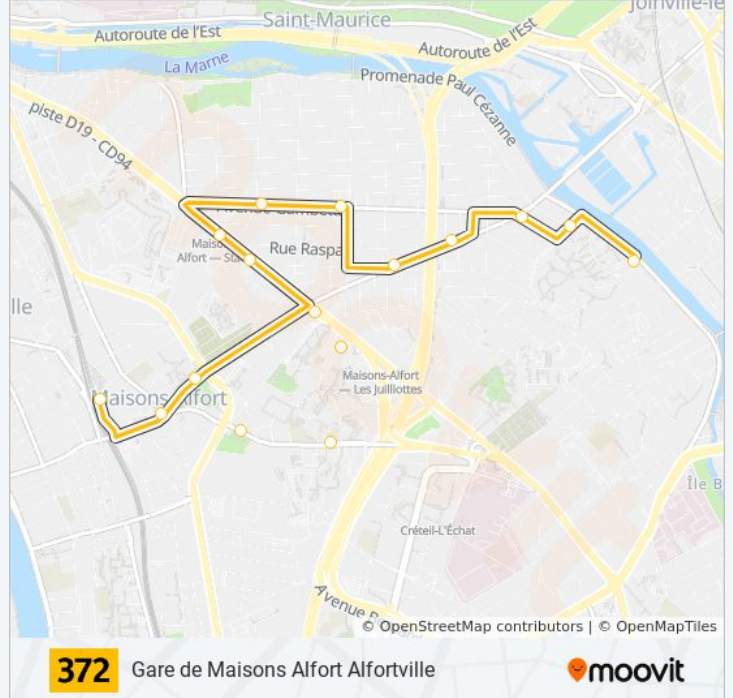 Saint-Maurice
Joinville-le
Autoroute de l'Est
Autoroute de l'Est
La Marne
Promenade Paul Cézanne
piste D19 - CD94
Rue Raspa
Maiso
Alfort — Sta
lle
Maisons-Alfort
— Les Juilliottes
Maisons-Alfort
Île B
Créteil-L'Échat
Avenue
© OpenStreetMap contributors | © OpenMapTiles
372 Gare de Maisons Alfort Alfortville
moovit